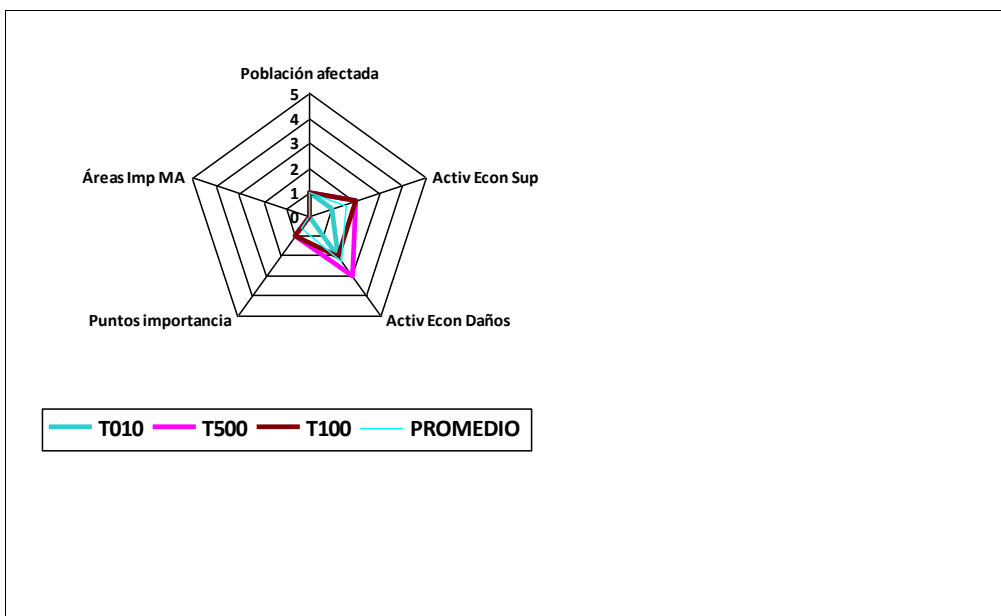 Población afectada
5
4
3
2
1
0
Áreas Imp MA
Activ Econ Sup
Puntos importancia
Activ Econ Daños
T010 T500 T100 PROMEDIO